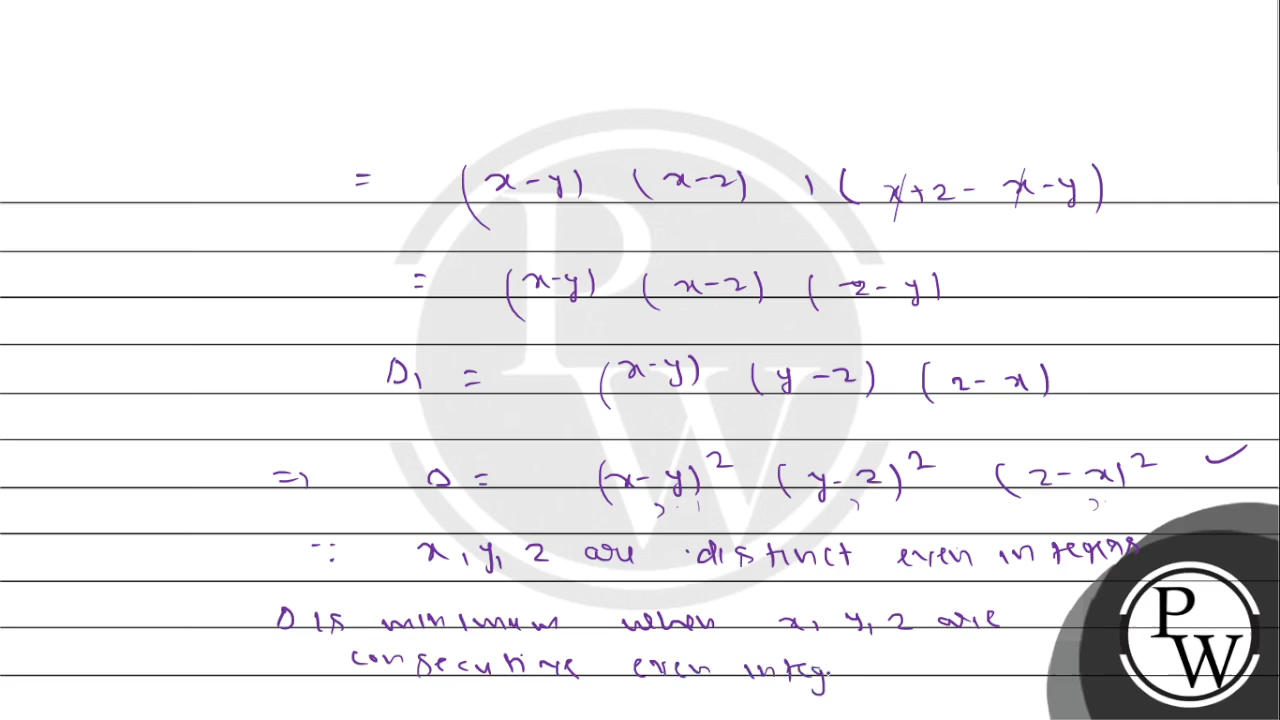 = (x-y) (x-z) , (x+z-x-y)
= (x-y) (x-z) (z-y)
D₁ = (x-y) (y-z) (z-x)
=> D = (x-y)² (y-z)² (z-x)² ✓
∵ x, y, z are distinct even integers
D is minimum when x, y, z are
consecutive even integ
P
W